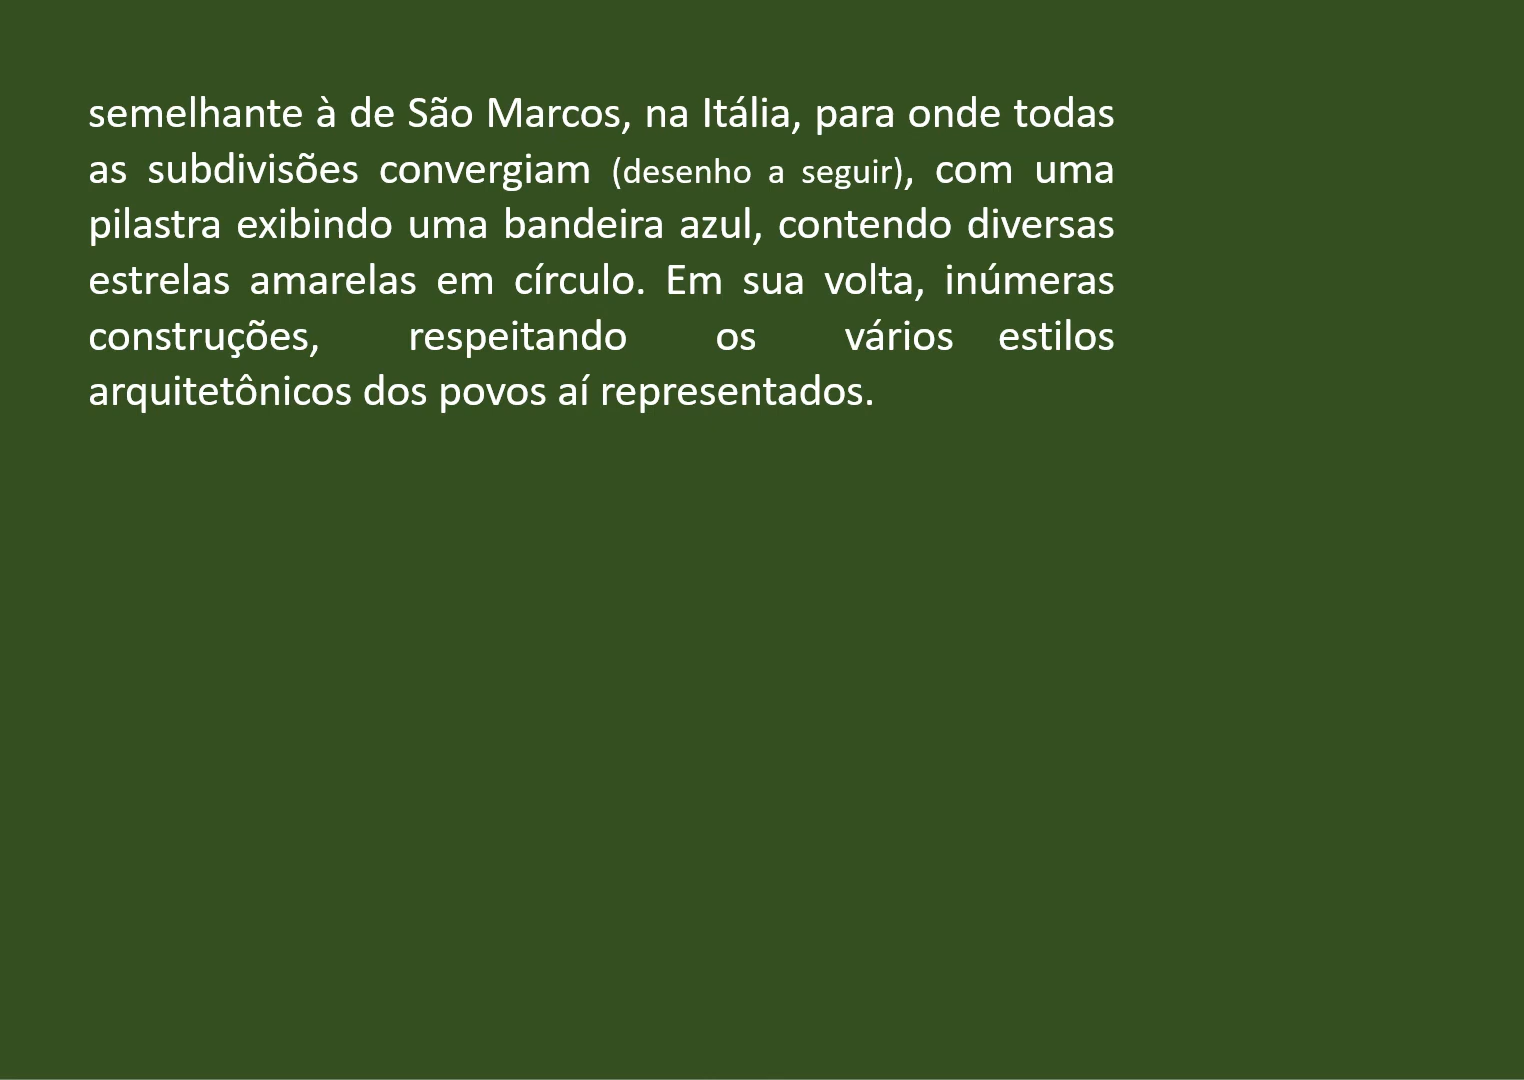 semelhante à de São Marcos, na Itália, para onde todas
as subdivisões convergiam (desenho a seguir), com uma
pilastra exibindo uma bandeira azul, contendo diversas
estrelas amarelas em círculo. Em sua volta, inúmeras
construções, respeitando os vários estilos
arquitetônicos dos povos aí representados.